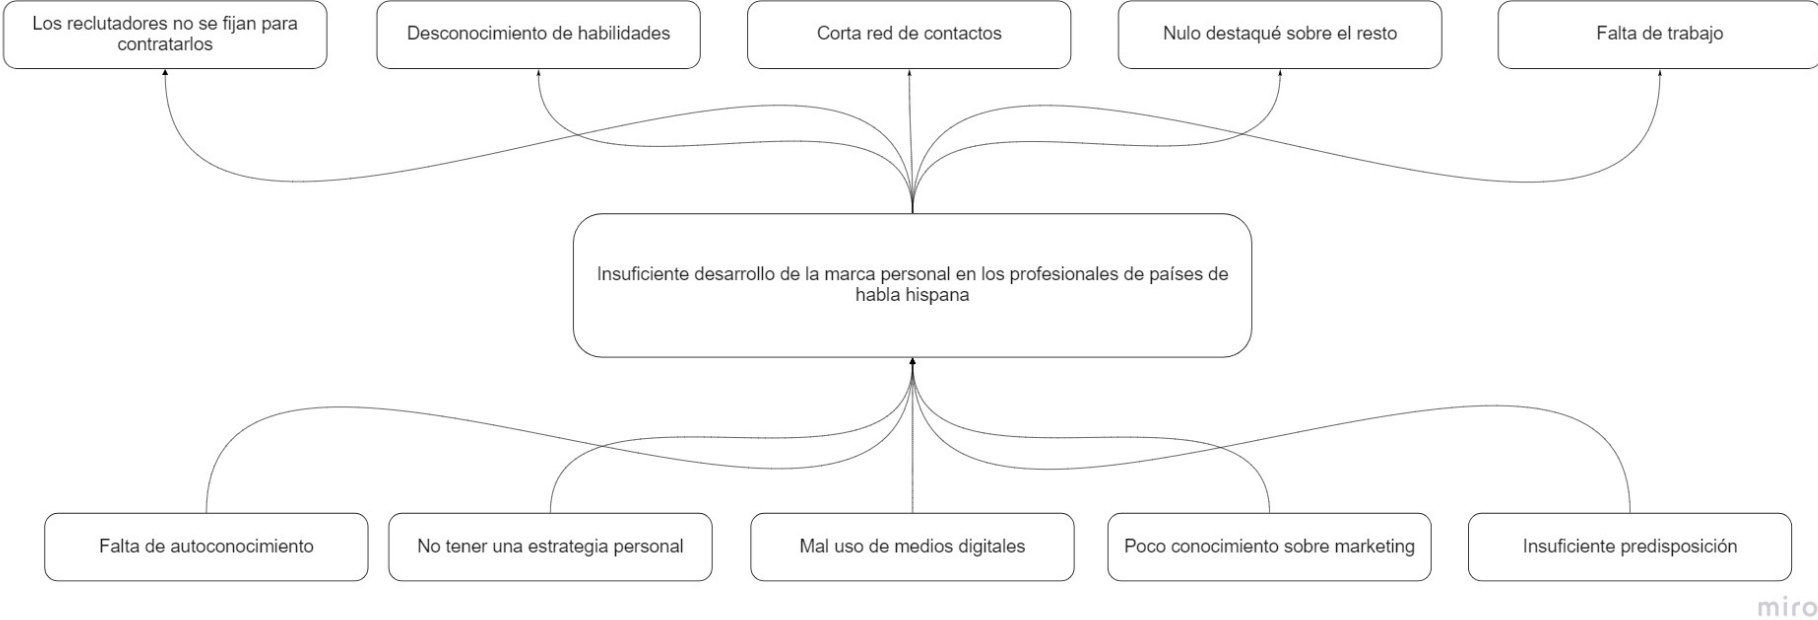 Los reclutadores no se fijan para
contratarlos
Desconocimiento de habilidades
Corta red de contactos
Nulo destaqué sobre el resto
Falta de trabajo
Insuficiente desarrollo de la marca personal en los profesionales de países de
habla hispana
Falta de autoconocimiento
No tener una estrategia personal
Mal uso de medios digitales
Poco conocimiento sobre marketing
Insuficiente predisposición
miro